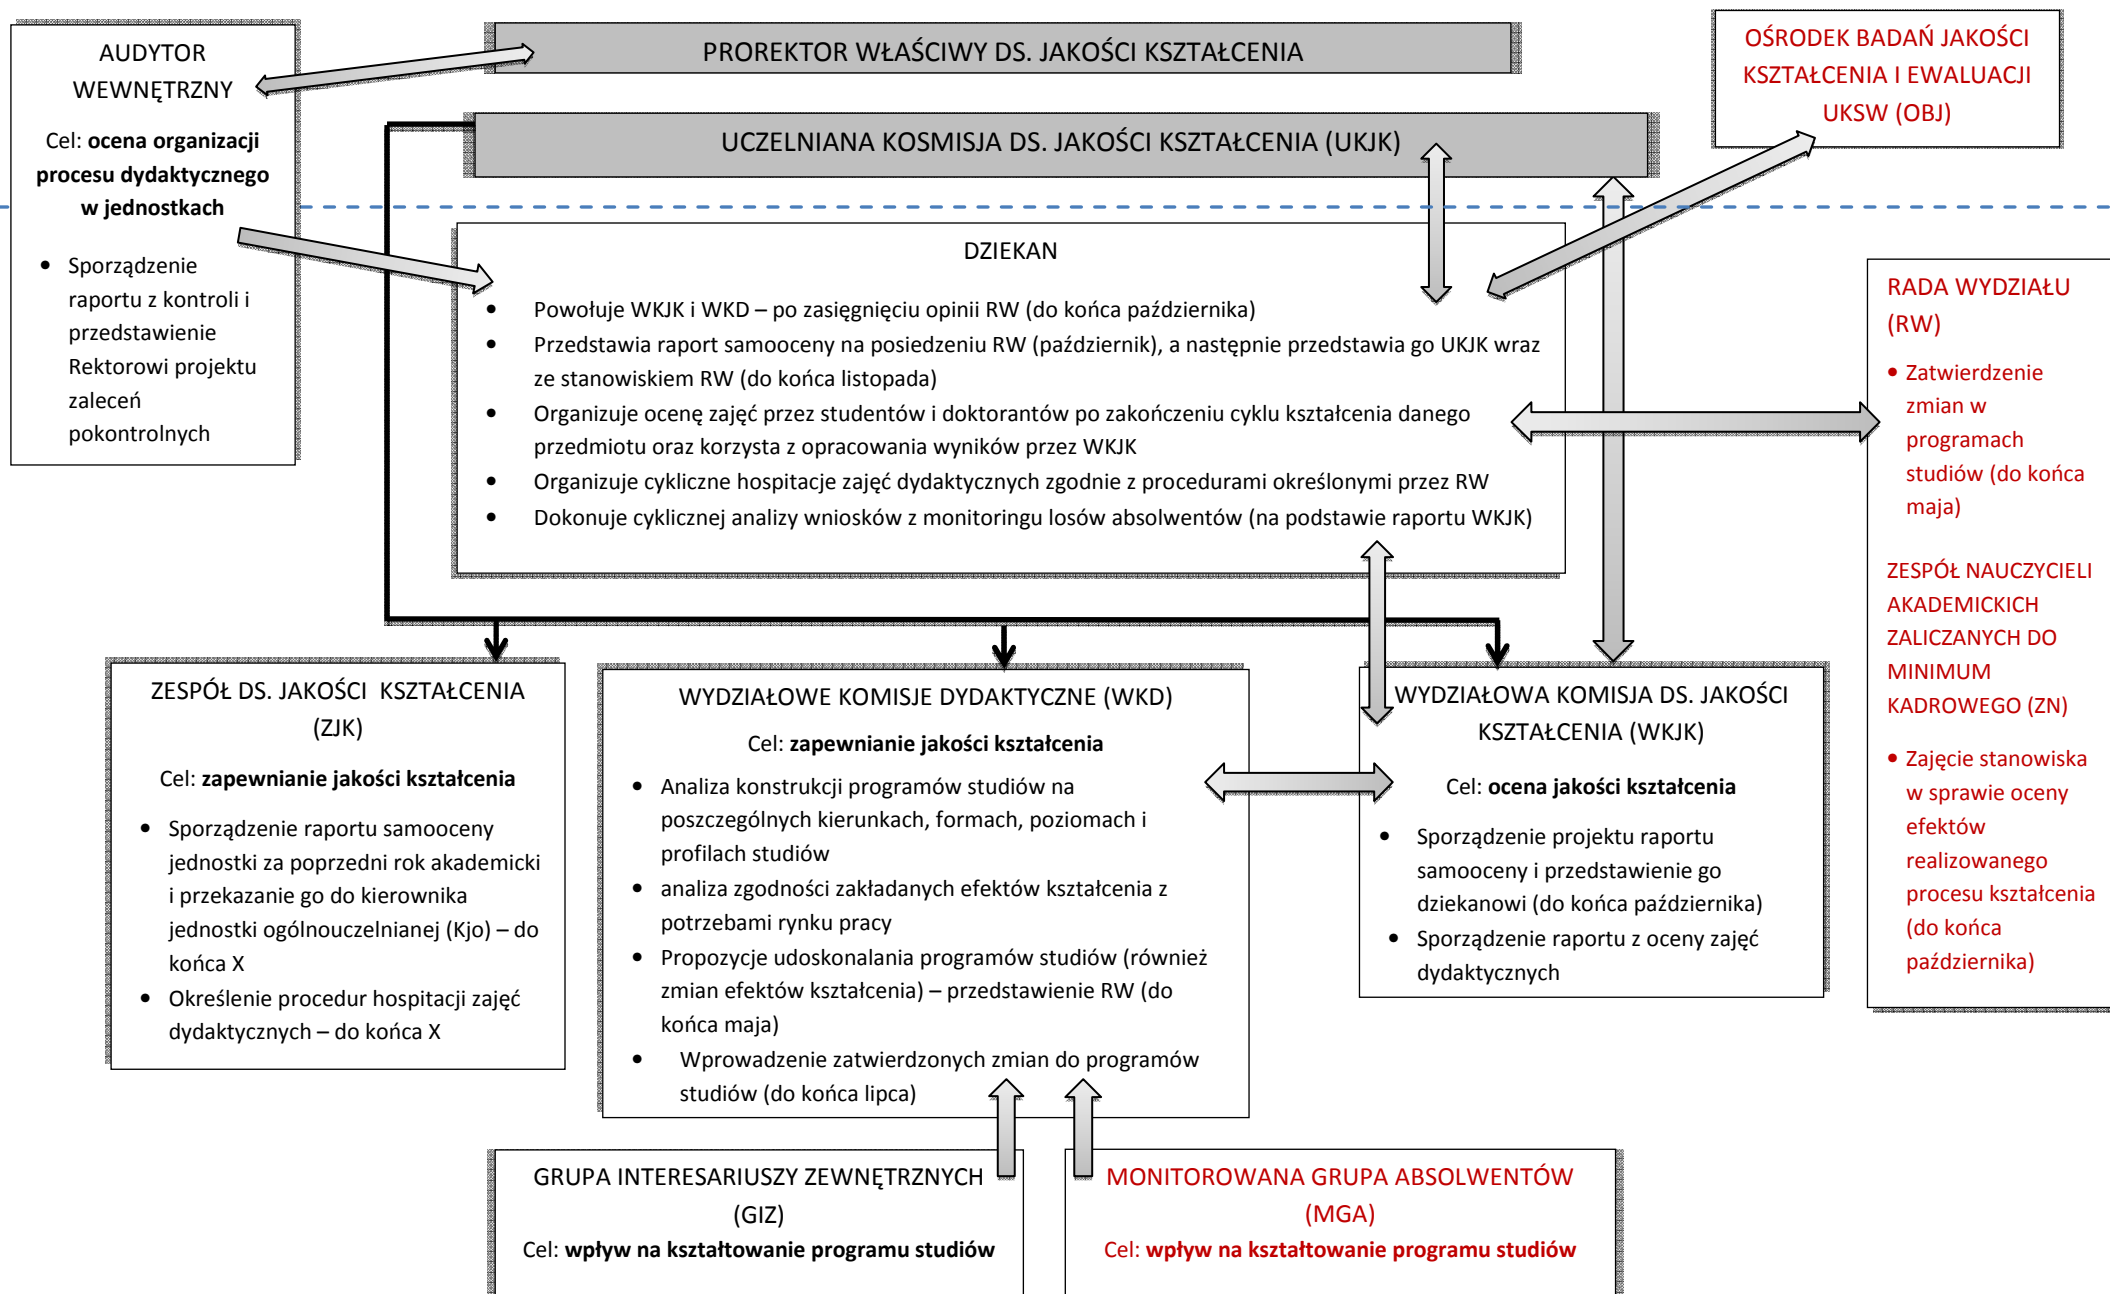 AUDYTOR
WEWNĘTRZNY
Cel: ocena organizacji
procesu dydaktycznego
w jednostkach
• Sporządzenie
raportu z kontroli i
przedstawienie
Rektorowi projektu
zaleceń
pokontrolnych
PROREKTOR WŁAŚCIWY DS. JAKOŚCI KSZTAŁCENIA
UCZELNIANA KOSMISJA DS. JAKOŚCI KSZTAŁCENIA (UKJK)
OŚRODEK BADAŃ JAKOŚCI
KSZTAŁCENIA I EWALUACJI
UKSW (OBJ)
DZIEKAN
• Powołuje WKJK i WKD – po zasięgnięciu opinii RW (do końca października)
• Przedstawia raport samooceny na posiedzeniu RW (październik), a następnie przedstawia go UKJK wraz
ze stanowiskiem RW (do końca listopada)
• Organizuje ocenę zajęć przez studentów i doktorantów po zakończeniu cyklu kształcenia danego
przedmiotu oraz korzysta z opracowania wyników przez WKJK
• Organizuje cykliczne hospitacje zajęć dydaktycznych zgodnie z procedurami określonymi przez RW
• Dokonuje cyklicznej analizy wniosków z monitoringu losów absolwentów (na podstawie raportu WKJK)
RADA WYDZIAŁU
(RW)
• Zatwierdzenie
zmian w
programach
studiów (do końca
maja)
ZESPÓŁ NAUCZYCIELI
AKADEMICKICH
ZALICZANYCH DO
MINIMUM
KADROWEGO (ZN)
• Zajęcie stanowiska
w sprawie oceny
efektów
realizowanego
procesu kształcenia
(do końca
października)
ZESPÓŁ DS. JAKOŚCI KSZTAŁCENIA
(ZJK)
Cel: zapewnianie jakości kształcenia
• Sporządzenie raportu samooceny
jednostki za poprzedni rok akademicki
i przekazanie go do kierownika
jednostki ogólnouczelnianej (Kjo) – do
końca X
• Określenie procedur hospitacji zajęć
dydaktycznych – do końca X
WYDZIAŁOWE KOMISJE DYDAKTYCZNE (WKD)
Cel: zapewnianie jakości kształcenia
• Analiza konstrukcji programów studiów na
poszczególnych kierunkach, formach, poziomach i
profilach studiów
• analiza zgodności zakładanych efektów kształcenia z
potrzebami rynku pracy
• Propozycje udoskonalania programów studiów (również
zmian efektów kształcenia) – przedstawienie RW (do
końca maja)
• Wprowadzenie zatwierdzonych zmian do programów
studiów (do końca lipca)
WYDZIAŁOWA KOMISJA DS. JAKOŚCI
KSZTAŁCENIA (WKJK)
Cel: ocena jakości kształcenia
• Sporządzenie projektu raportu
samooceny i przedstawienie go
dziekanowi (do końca października)
• Sporządzenie raportu z oceny zajęć
dydaktycznych
GRUPA INTERESARIUSZY ZEWNĘTRZNYCH
(GIZ)
Cel: wpływ na kształtowanie programu studiów
MONITOROWANA GRUPA ABSOLWENTÓW
(MGA)
Cel: wpływ na kształtowanie programu studiów